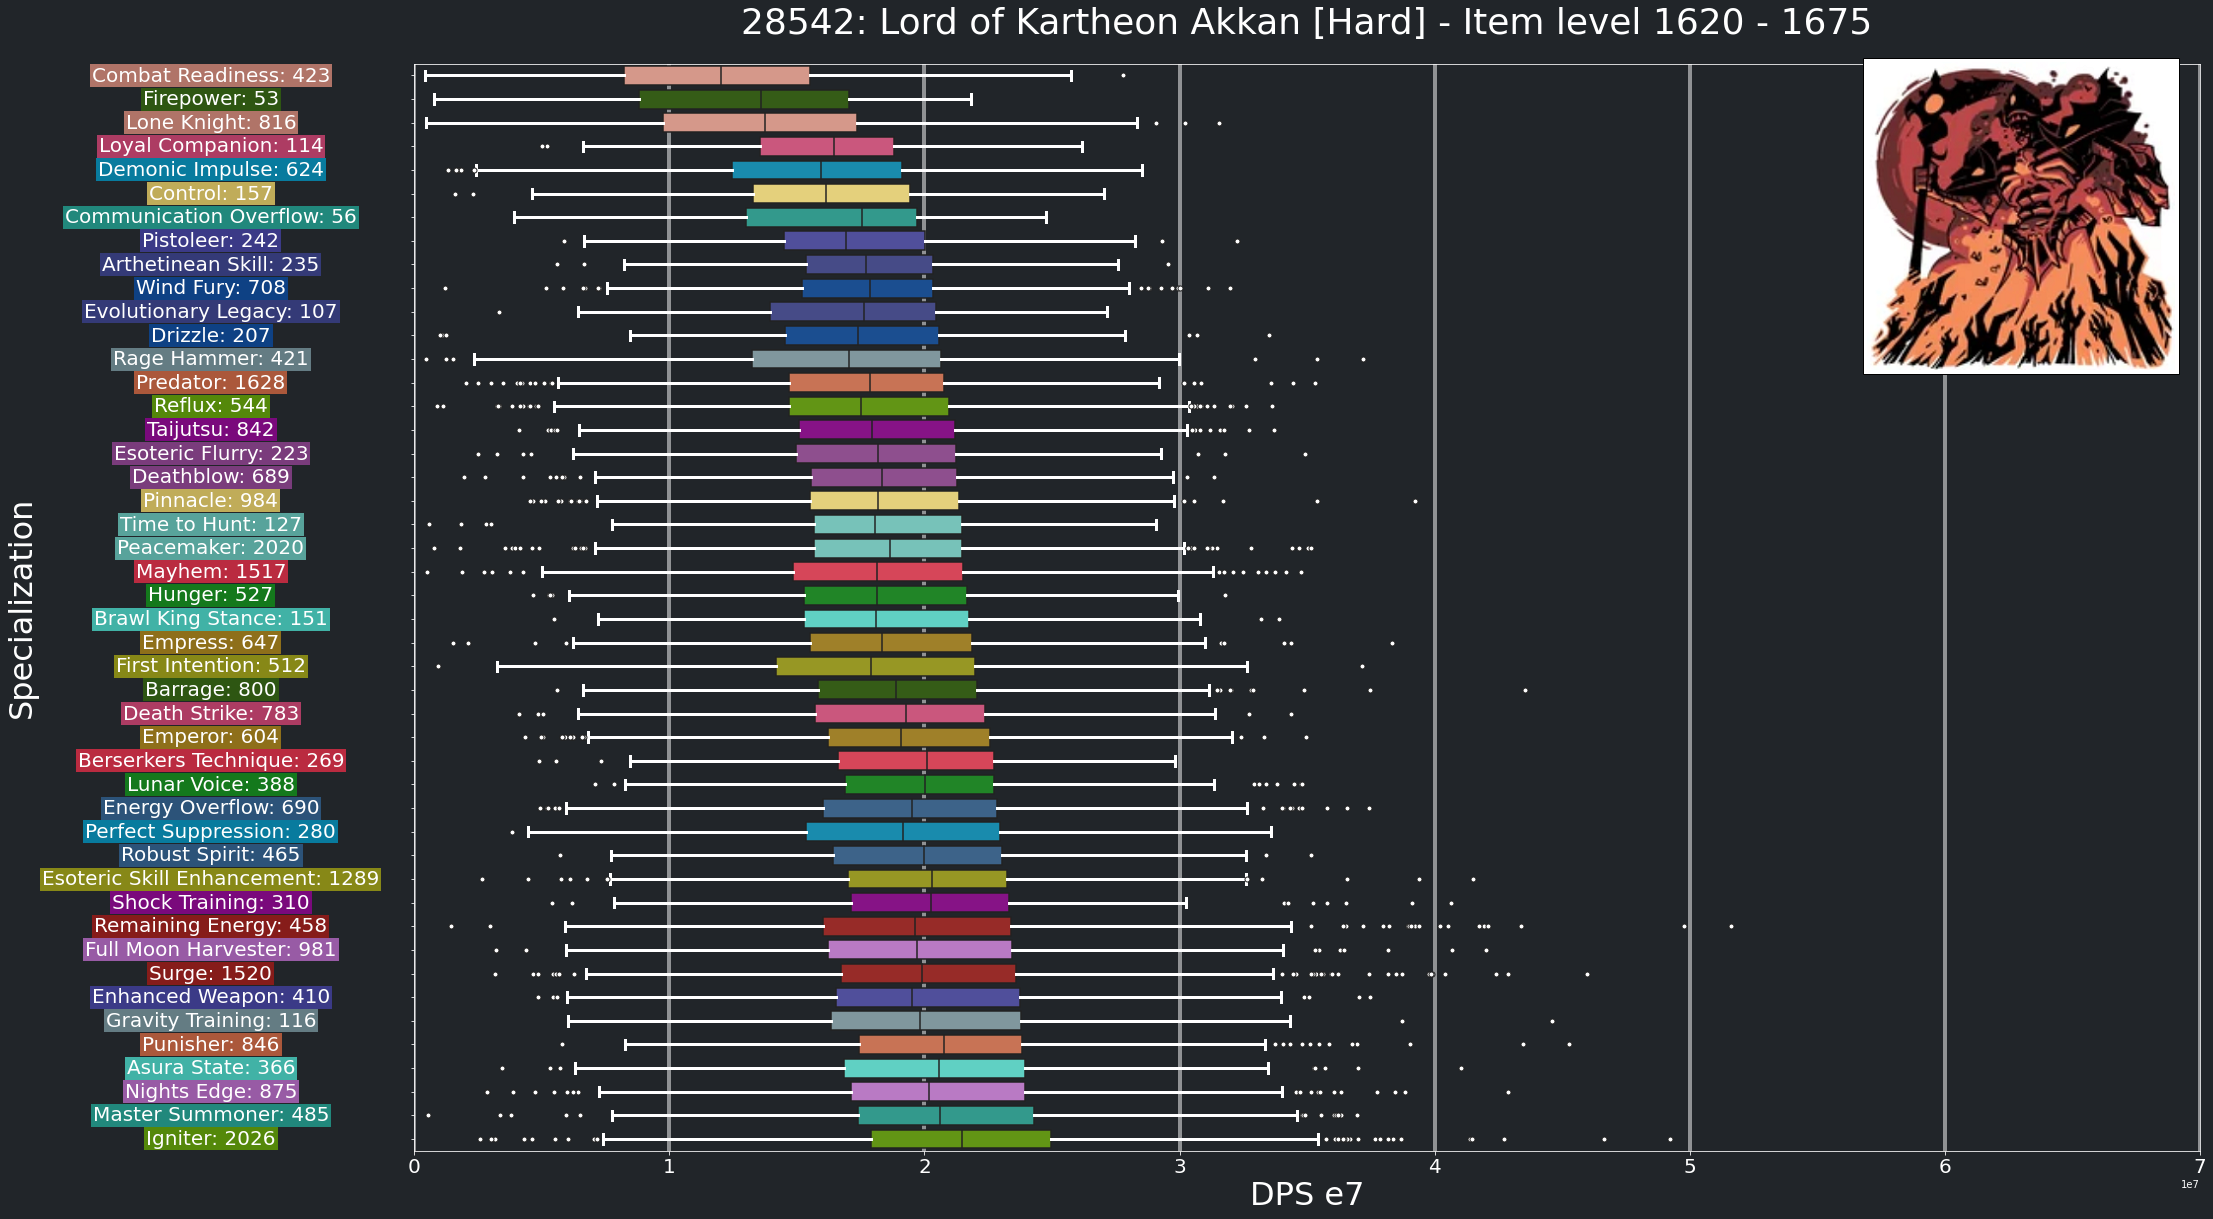 28542: Lord of Kartheon Akkan [Hard] - Item level 1620 - 1675
Specialization
Combat Readiness: 423
Firepower: 53
Lone Knight: 816
Loyal Companion: 114
Demonic Impulse: 624
Control: 157
Communication Overflow: 56
Pistoleer: 242
Arthetinean Skill: 235
Wind Fury: 708
Evolutionary Legacy: 107
Drizzle: 207
Rage Hammer: 421
Predator: 1628
Reflux: 544
Taijutsu: 842
Esoteric Flurry: 223
Deathblow: 689
Pinnacle: 984
Time to Hunt: 127
Peacemaker: 2020
Mayhem: 1517
Hunger: 527
Brawl King Stance: 151
Empress: 647
First Intention: 512
Barrage: 800
Death Strike: 783
Emperor: 604
Berserkers Technique: 269
Lunar Voice: 388
Energy Overflow: 690
Perfect Suppression: 280
Robust Spirit: 465
Esoteric Skill Enhancement: 1289
Shock Training: 310
Remaining Energy: 458
Full Moon Harvester: 981
Surge: 1520
Enhanced Weapon: 410
Gravity Training: 116
Punisher: 846
Asura State: 366
Nights Edge: 875
Master Summoner: 485
Igniter: 2026
0 1 2 3 4 5 6 7
1e7
DPS e7